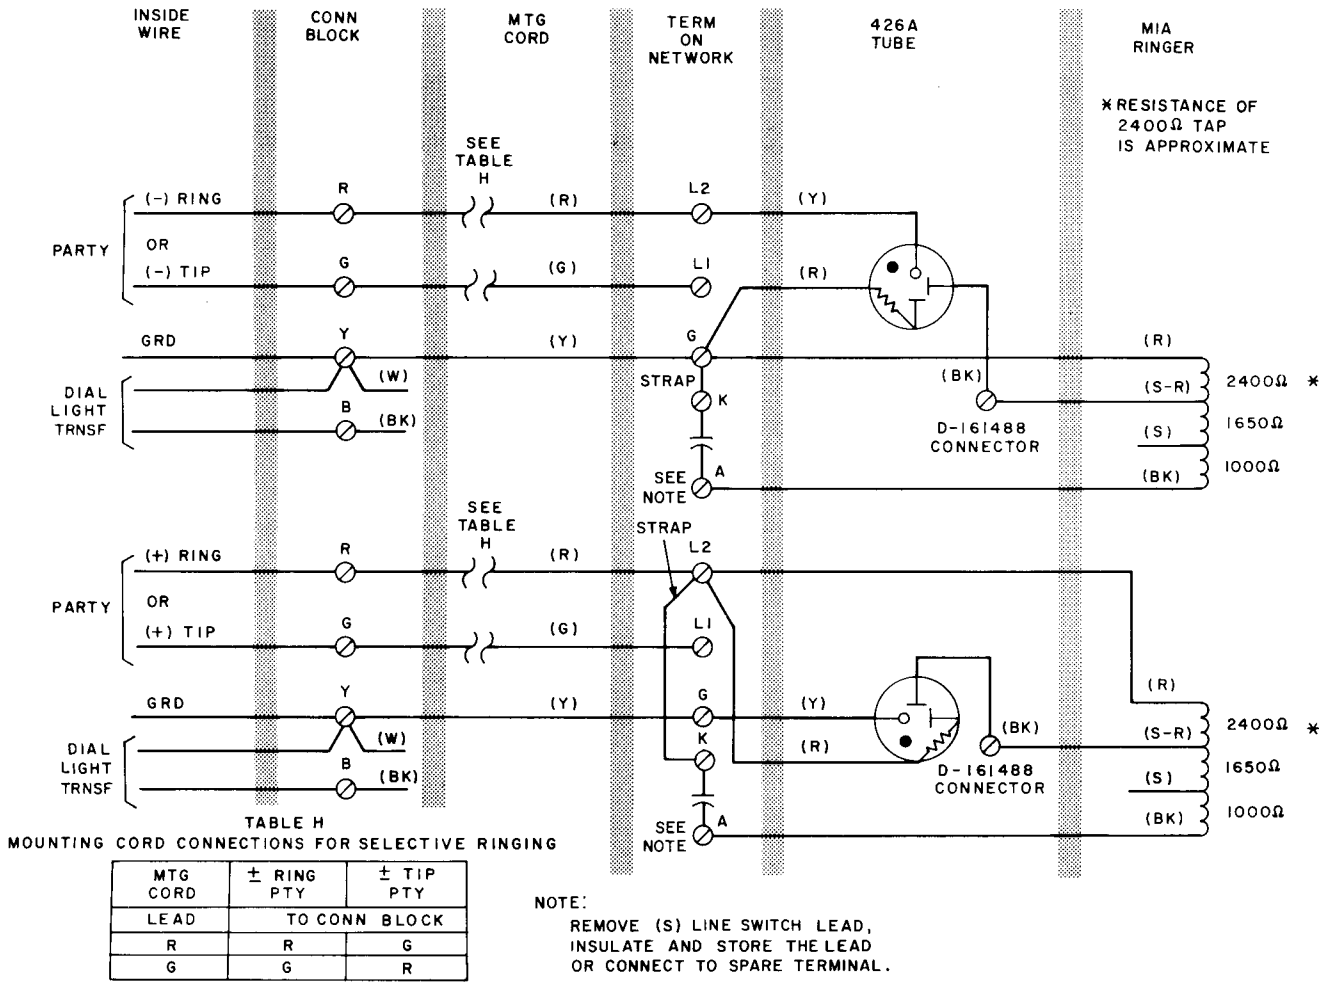 INSIDE
WIRE
CONN
BLOCK
MTG
CORD
TERM
ON
NETWORK
426A
TUBE
MIA
RINGER
*RESISTANCE OF
2400Ω TAP
IS APPROXIMATE
SEE
TABLE
H
PARTY
(-) RING
OR
(-) TIP
R
(R)
L2
(Y)
G
(G)
L1
(R)
GRD
Y
(Y)
G
(R)
DIAL
LIGHT
TRNSF
(W)
B
(BK)
STRAP
K
(BK)
D-161488
CONNECTOR
(S-R)
2400Ω *
1650Ω
(S)
1000Ω
(BK)
SEE
NOTE
A
SEE
TABLE
H
STRAP
PARTY
(+) RING
OR
(+) TIP
R
(R)
L2
G
(G)
L1
GRD
Y
(Y)
G
(Y)
(R)
DIAL
LIGHT
TRNSF
(W)
B
(BK)
K
(R)
(BK)
D-161488
CONNECTOR
(S-R)
2400Ω *
1650Ω
(S)
1000Ω
(BK)
SEE
NOTE
A
TABLE H
MOUNTING CORD CONNECTIONS FOR SELECTIVE RINGING
MTG CORD
± RING PTY
± TIP PTY
LEAD TO CONN BLOCK
R R G
G G R
NOTE:
REMOVE (S) LINE SWITCH LEAD,
INSULATE AND STORE THE LEAD
OR CONNECT TO SPARE TERMINAL.